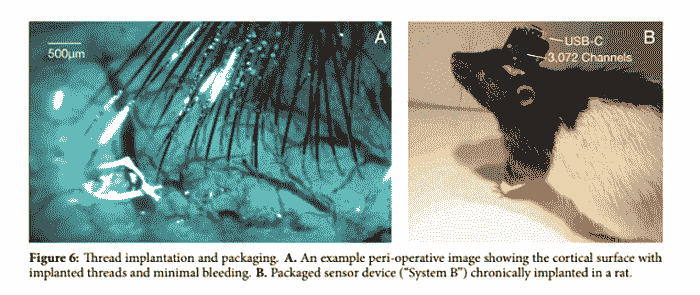 500μm
A
USB-C
B
3,072 Channels
Figure 6: Thread implantation and packaging. A. An example peri-operative image showing the cortical surface with
implanted threads and minimal bleeding. B. Packaged sensor device (“System B”) chronically implanted in a rat.